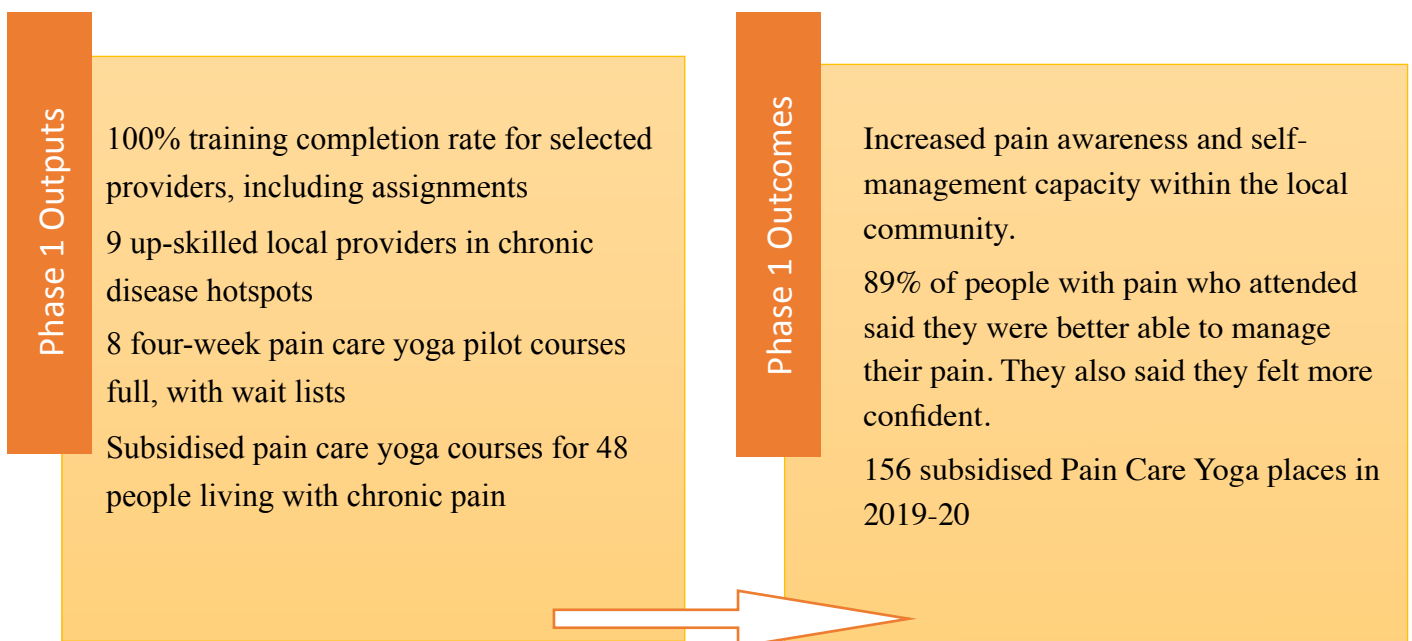 Phase 1 Outputs
100% training completion rate for selected
providers, including assignments
9 up-skilled local providers in chronic
disease hotspots
8 four-week pain care yoga pilot courses
full, with wait lists
Subsidised pain care yoga courses for 48
people living with chronic pain
Phase 1 Outcomes
Increased pain awareness and self-
management capacity within the local
community.
89% of people with pain who attended
said they were better able to manage
their pain. They also said they felt more
confident.
156 subsidised Pain Care Yoga places in
2019-20